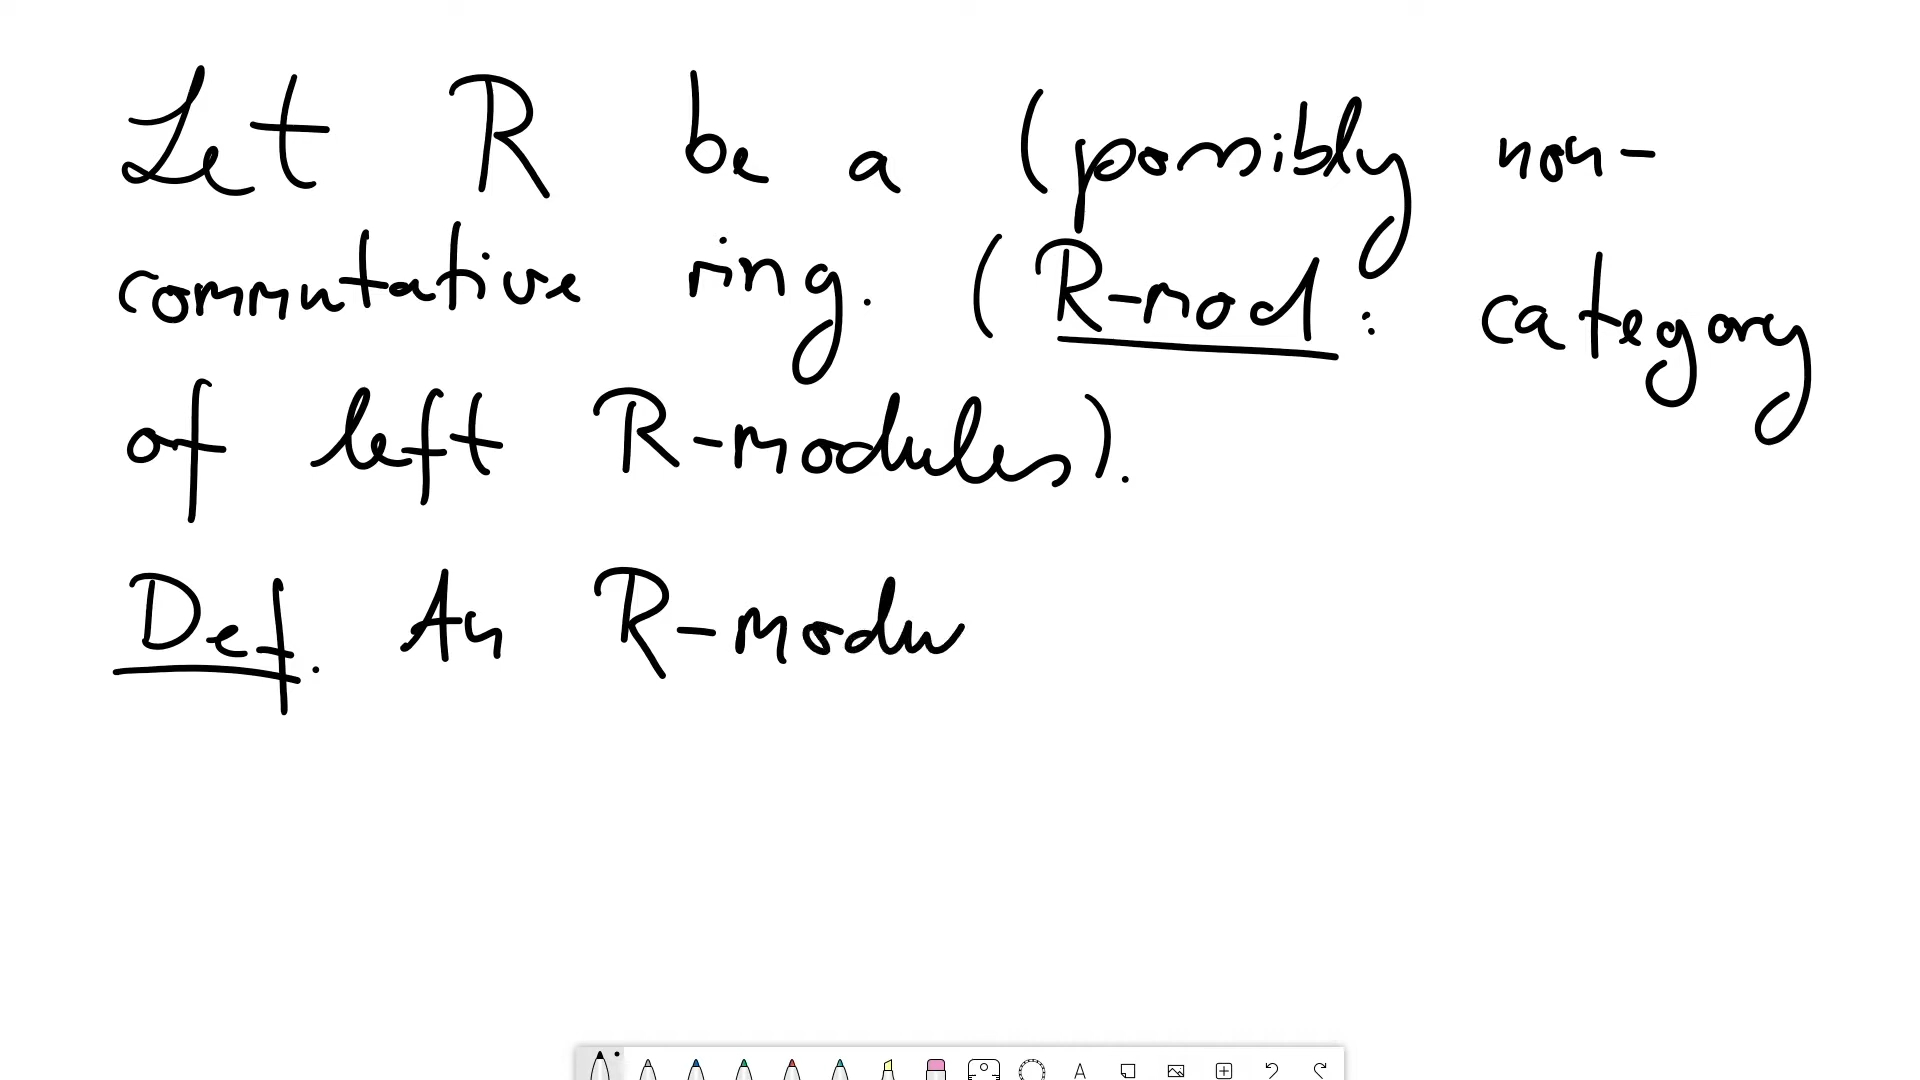 Let R be a (possibly non-
commutative ring. (R-mod: category
of left R-modules).
Def. An R-modu